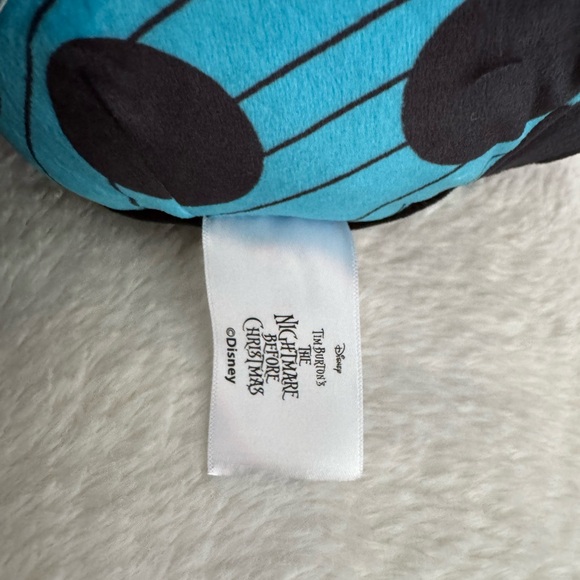 Disney
TIM BURTON'S
THE
NIGHTMARE
BEFORE
CHRISTMAS
©Disney